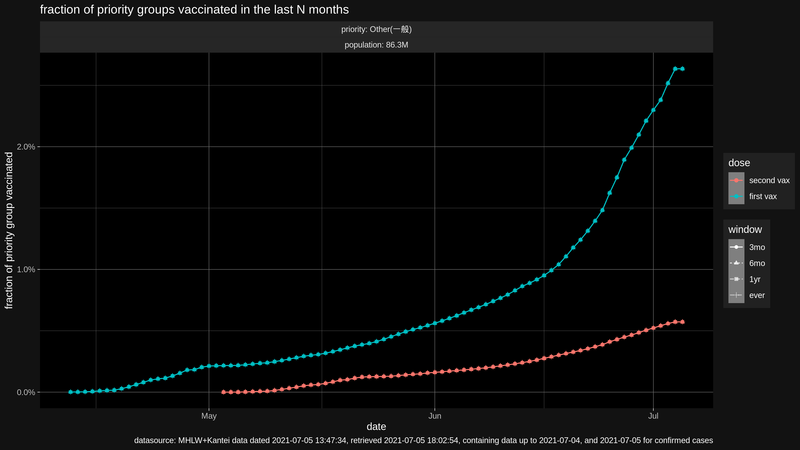 fraction of priority groups vaccinated in the last N months
priority: Other(一般)
population: 86.3M
fraction of priority group vaccinated
2.0%
1.0%
0.0%
May
Jun
Jul
date
dose
second vax
first vax
window
3mo
6mo
1yr
ever
datasource: MHLW+Kantei data dated 2021-07-05 13:47:34, retrieved 2021-07-05 18:02:54, containing data up to 2021-07-04, and 2021-07-05 for confirmed cases